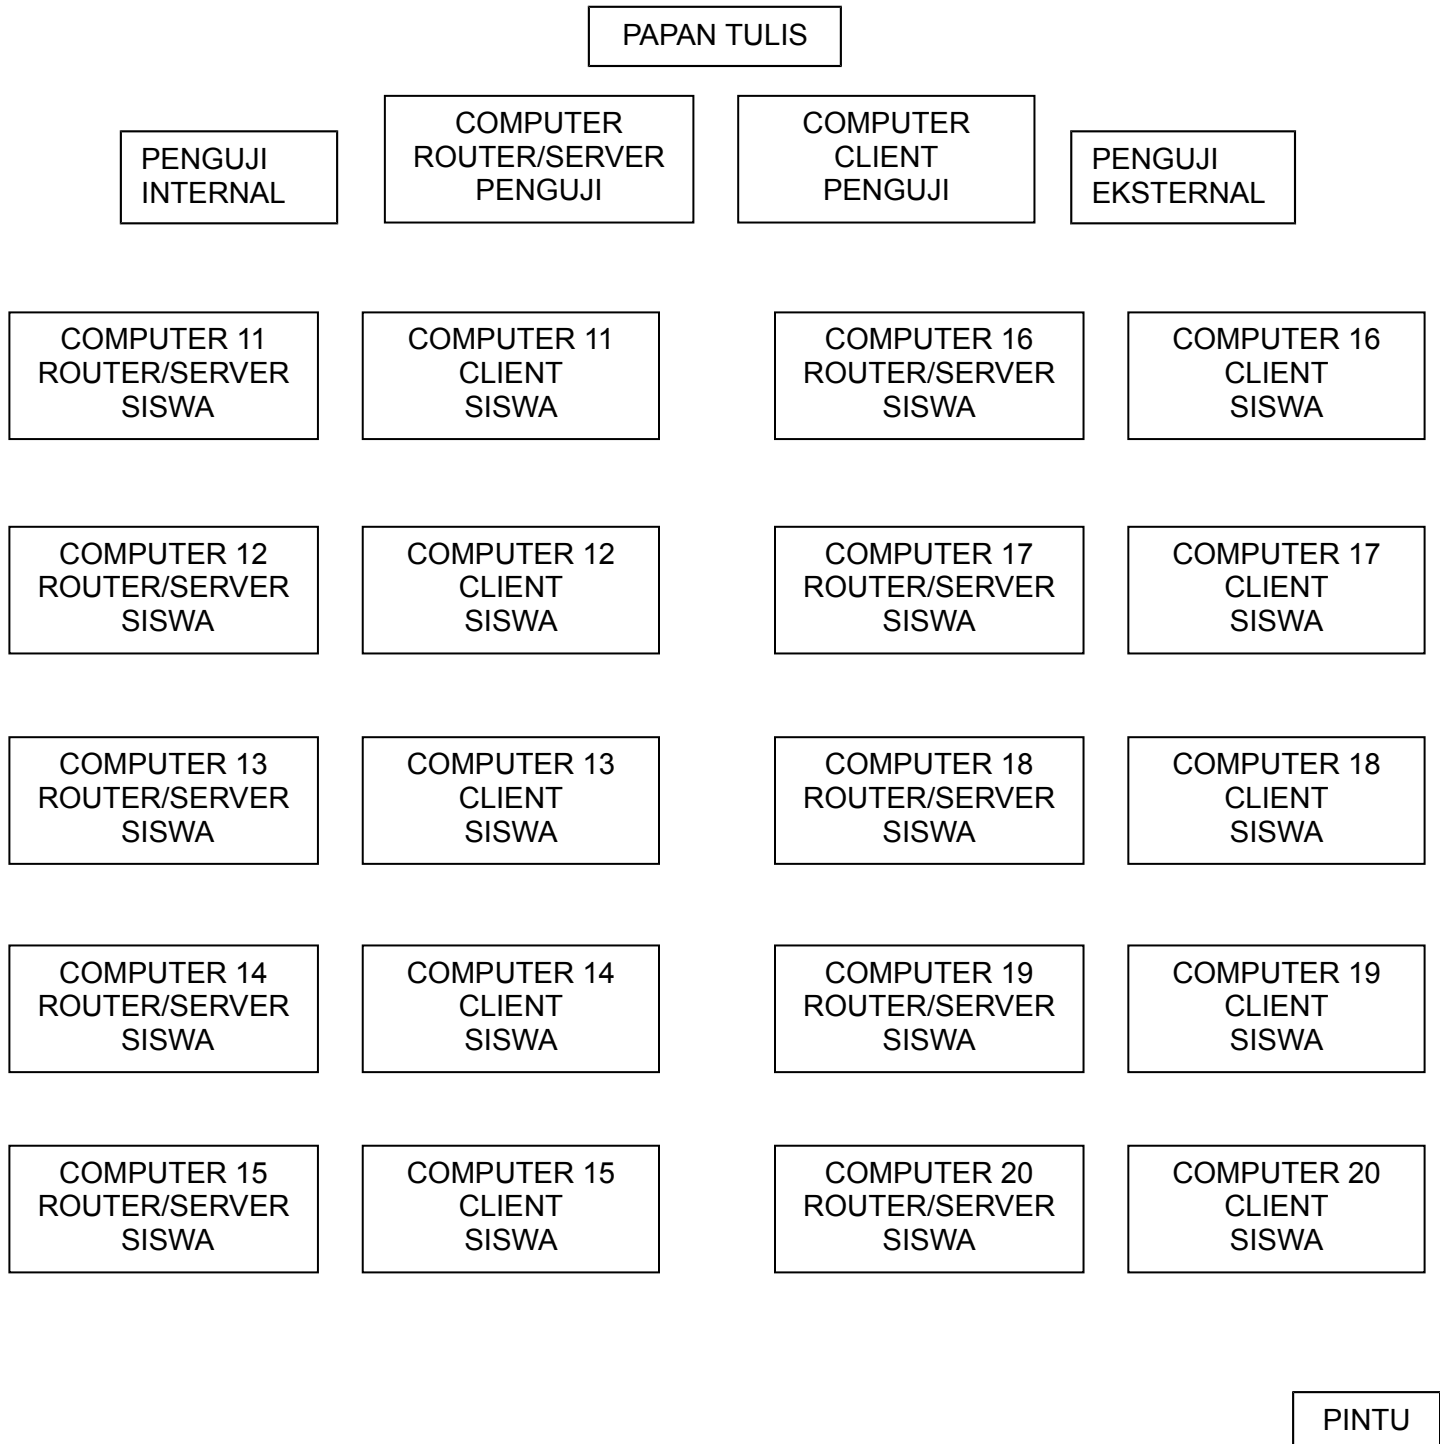 PAPAN TULIS
PENGUJI
INTERNAL
COMPUTER
ROUTER/SERVER
PENGUJI
COMPUTER
CLIENT
PENGUJI
PENGUJI
EKSTERNAL
COMPUTER 11
ROUTER/SERVER
SISWA
COMPUTER 11
CLIENT
SISWA
COMPUTER 16
ROUTER/SERVER
SISWA
COMPUTER 16
CLIENT
SISWA
COMPUTER 12
ROUTER/SERVER
SISWA
COMPUTER 12
CLIENT
SISWA
COMPUTER 17
ROUTER/SERVER
SISWA
COMPUTER 17
CLIENT
SISWA
COMPUTER 13
ROUTER/SERVER
SISWA
COMPUTER 13
CLIENT
SISWA
COMPUTER 18
ROUTER/SERVER
SISWA
COMPUTER 18
CLIENT
SISWA
COMPUTER 14
ROUTER/SERVER
SISWA
COMPUTER 14
CLIENT
SISWA
COMPUTER 19
ROUTER/SERVER
SISWA
COMPUTER 19
CLIENT
SISWA
COMPUTER 15
ROUTER/SERVER
SISWA
COMPUTER 15
CLIENT
SISWA
COMPUTER 20
ROUTER/SERVER
SISWA
COMPUTER 20
CLIENT
SISWA
PINTU